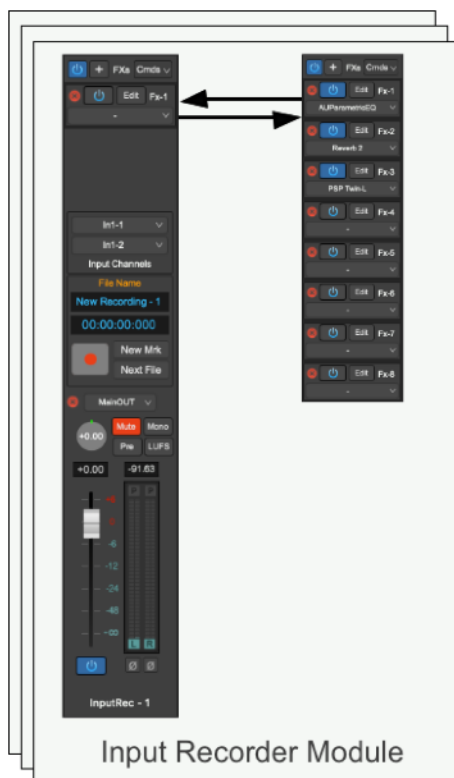 FXs Cmds
Edit Fx-1
-
In1-1
In1-2
Input Channels
File Name
New Recording - 1
00:00:00:000
New Mrk
Next File
MainOUT
+0.00
Mute Mono
Pre LUFS
+0.00 -91.63
P P
-6
-12
-24
-48
-∞
L R
Ø Ø
InputRec - 1
FXs Cmds
Edit Fx-1
AUParametricEQ
Edit Fx-2
Reverb 2
Edit Fx-3
PSP Twin-L
Edit Fx-4
-
Edit Fx-5
-
Edit Fx-6
-
Edit Fx-7
-
Edit Fx-8
-
Input Recorder Module